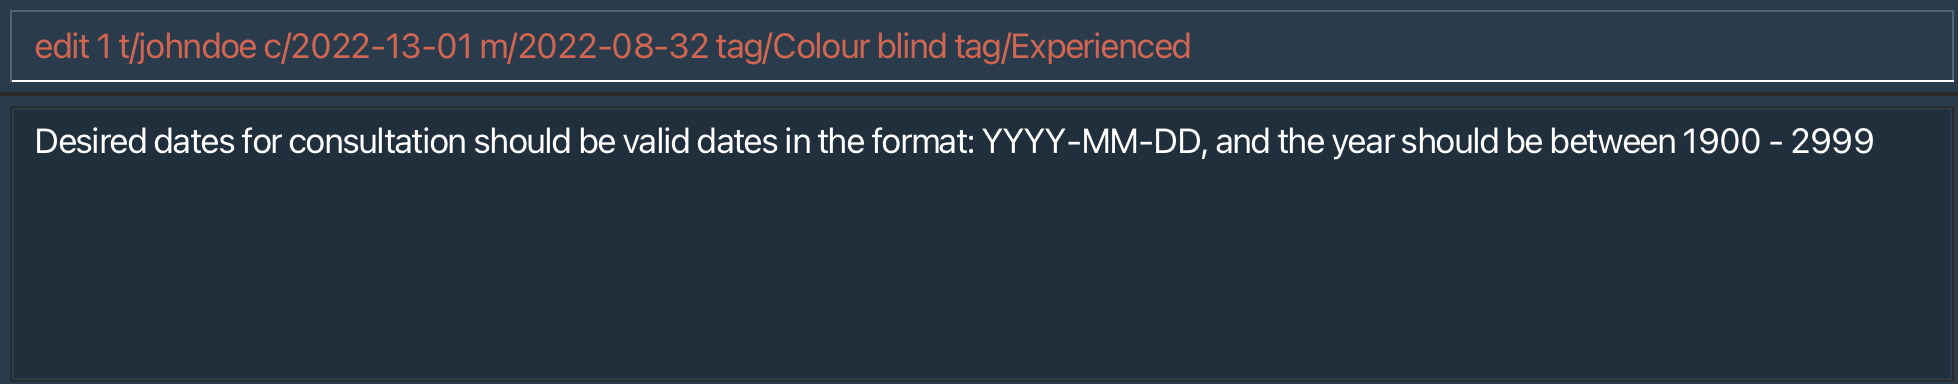 edit 1 t/johndoe c/2022-13-01 m/2022-08-32 tag/Colour blind tag/Experienced
Desired dates for consultation should be valid dates in the format: YYYY-MM-DD, and the year should be between 1900 - 2999